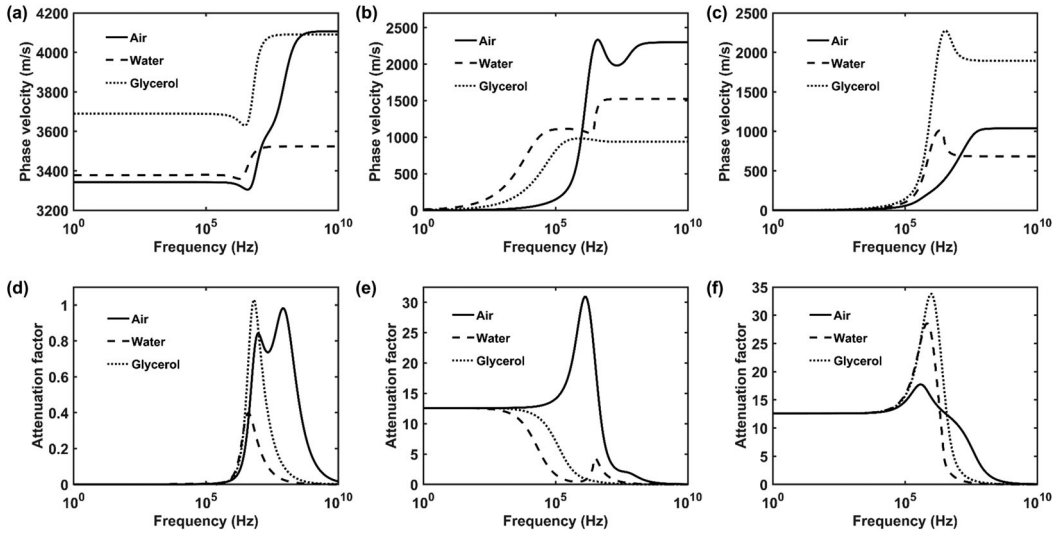 (a)
Phase velocity (m/s)
4200
4000
3800
3600
3400
3200
Air
Water
Glycerol
10^0
10^5
10^10
Frequency (Hz)
(b)
Phase velocity (m/s)
2500
2000
1500
1000
500
0
Air
Water
Glycerol
10^0
10^5
10^10
Frequency (Hz)
(c)
Phase velocity (m/s)
2500
2000
1500
1000
500
0
Air
Water
Glycerol
10^0
10^5
10^10
Frequency (Hz)
(d)
Attenuation factor
1
0.8
0.6
0.4
0.2
0
Air
Water
Glycerol
10^0
10^5
10^10
Frequency (Hz)
(e)
Attenuation factor
30
25
20
15
10
5
0
Air
Water
Glycerol
10^0
10^5
10^10
Frequency (Hz)
(f)
Attenuation factor
35
30
25
20
15
10
5
0
Air
Water
Glycerol
10^0
10^5
10^10
Frequency (Hz)